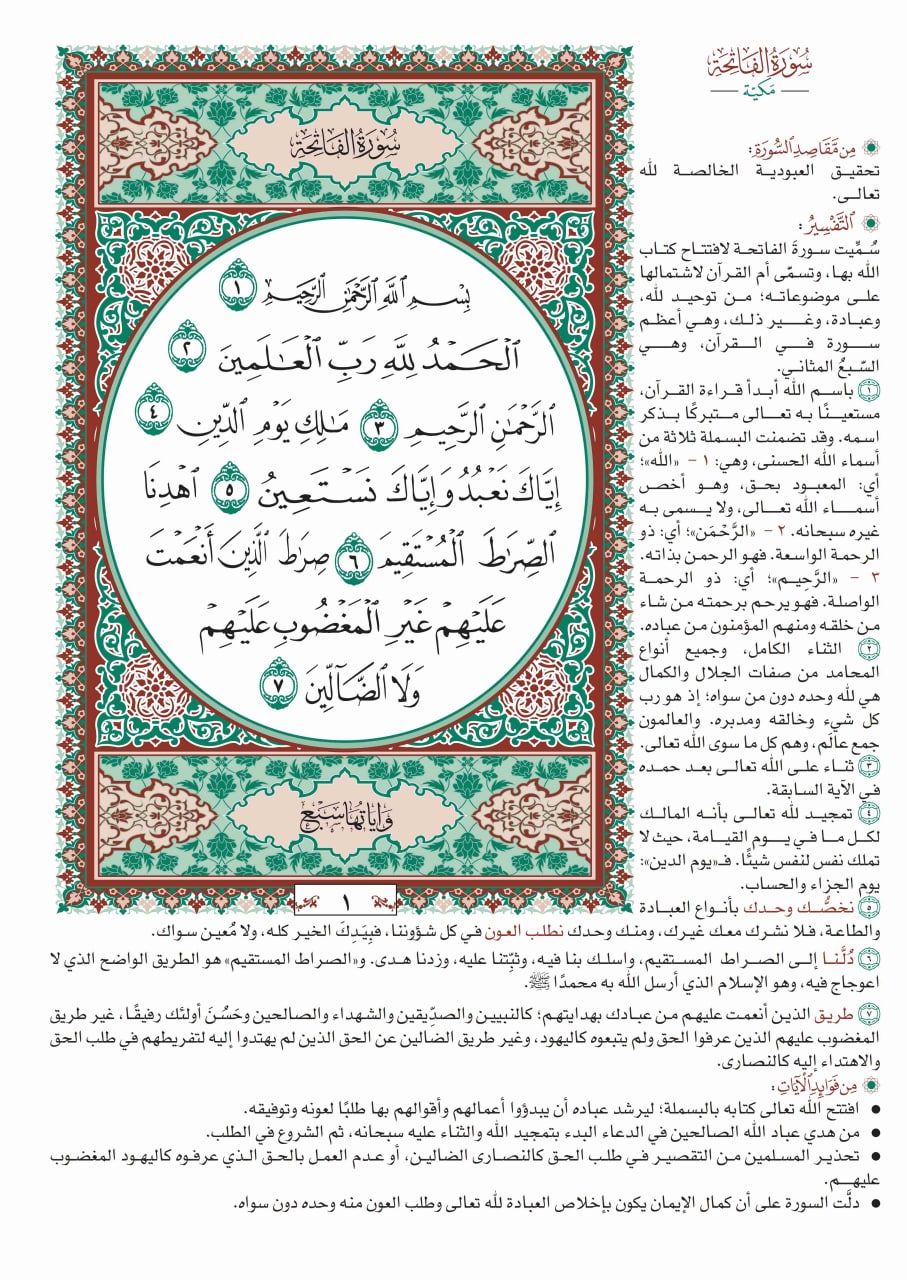 سُورَةُ الفَاتِحَةِ
مَكيّة
سُورَةُ الفَاتِحَةِ
بِسۡمِ ٱللَّهِ ٱلرَّحۡمَٰنِ ٱلرَّحِيمِ ١
ٱلۡحَمۡدُ لِلَّهِ رَبِّ ٱلۡعَٰلَمِينَ ٢
ٱلرَّحۡمَٰنِ ٱلرَّحِيمِ ٣ مَٰلِكِ يَوۡمِ ٱلدِّينِ ٤
إِيَّاكَ نَعۡبُدُ وَإِيَّاكَ نَسۡتَعِينُ ٥ ٱهۡدِنَا
ٱلصِّرَٰطَ ٱلۡمُسۡتَقِيمَ ٦ صِرَٰطَ ٱلَّذِينَ أَنۡعَمۡتَ
عَلَيۡهِمۡ غَيۡرِ ٱلۡمَغۡضُوبِ عَلَيۡهِمۡ
وَلَا ٱلضَّآلِّينَ ٧
وَاٰيَاتُهَا سَبْع
١
مِن مَّقَاصِدِ ٱلسُّورَةِ:
تحقيق العبودية الخالصة لله
تعالى.
ٱلتَّفْسِيرُ:
سُمِّيت سورةَ الفاتحة لافتتاح كتاب
الله بها، وتسمّى أم القرآن لاشتمالها
على موضوعاته؛ من توحيد لله،
وعبادة، وغير ذلك، وهي أعظم
سورة في القرآن، وهي
السّبعُ المثاني.
١ باسم الله أبدأ قراءة القرآن،
مستعينًا به تعالى متبركًا بذكر
اسمه. وقد تضمنت البسملة ثلاثة من
أسماء الله الحسنى، وهي: ١ - «الله»؛
أي: المعبود بحق، وهو أخص
أسماء الله تعالى، ولا يسمى به
غيره سبحانه. ٢ - «الرَّحْمَن»؛ أي: ذو
الرحمة الواسعة. فهو الرحمن بذاته.
٣ - «الرَّحِيم»؛ أي: ذو الرحمة
الواصلة. فهو يرحم برحمته من شاء
من خلقه ومنهم المؤمنون من عباده.
٢ الثناء الكامل، وجميع أنواع
المحامد من صفات الجلال والكمال
هي لله وحده دون من سواه؛ إذ هو رب
كل شيء وخالقه ومدبره. والعالمون
جمع عالَم، وهم كل ما سوى الله تعالى.
٣ ثناء على الله تعالى بعد حمده
في الآية السابقة.
٤ تمجيد لله تعالى بأنه المالك
لكل ما في يوم القيامة، حيث لا
تملك نفس لنفس شيئًا. فـ«يوم الدين»:
يوم الجزاء والحساب.
٥ نخصُّك وحدك بأنواع العبادة
والطاعة، فلا نشرك معك غيرك، ومنك وحدك نطلب العون في كل شؤوننا، فبِيَدِكَ الخير كله، ولا مُعين سواك.
٦ دُلَّنا إلى الصراط المستقيم، واسلك بنا فيه، وثبِّتنا عليه، وزدنا هدى. و«الصراط المستقيم» هو الطريق الواضح الذي لا
اعوجاج فيه، وهو الإسلام الذي أرسل الله به محمدًا ﷺ.
٧ طريق الذين أنعمت عليهم من عبادك بهدايتهم؛ كالنبيين والصدِّيقين والشهداء والصالحين وحَسُنَ أولئك رفيقًا، غير طريق
المغضوب عليهم الذين عرفوا الحق ولم يتبعوه كاليهود، وغير طريق الضالين عن الحق الذين لم يهتدوا إليه لتفريطهم في طلب الحق
والاهتداء إليه كالنصارى.
مِن فَوَائِدِ ٱلْآيَاتِ:
• افتتح الله تعالى كتابه بالبسملة؛ ليرشد عباده أن يبدؤوا أعمالهم وأقوالهم بها طلبًا لعونه وتوفيقه.
• من هدي عباد الله الصالحين في الدعاء البدء بتمجيد الله والثناء عليه سبحانه، ثم الشروع في الطلب.
• تحذير المسلمين من التقصير في طلب الحق كالنصارى الضالين، أو عدم العمل بالحق الذي عرفوه كاليهود المغضوب
عليهم.
• دلَّت السورة على أن كمال الإيمان يكون بإخلاص العبادة لله تعالى وطلب العون منه وحده دون سواه.